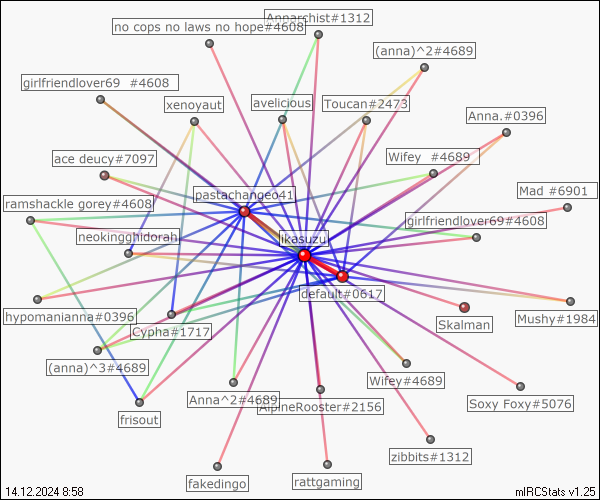 no cops no laws no hope#4608
Annarchist#1312
(anna)^2#4689
girlfriendlover69 #4608
xenoyaut
avelicious
Toucan#2473
Anna.#0396
ace deucy#7097
Wifey #4689
pastachangeo41
Mad #6901
ramshackle gorey#4608
girlfriendlover69#4608
neokingghidorah
ikasuzu
default#0617
hypomanianna#0396
Cypha#1717
Skalman
Mushy#1984
(anna)^3#4689
Wifey#4689
Anna^2#4689
AlpineRooster#2156
Soxy Foxy#5076
frisout
zibbits#1312
fakedingo
rattgaming
14.12.2024 8:58
mIRCStats v1.25